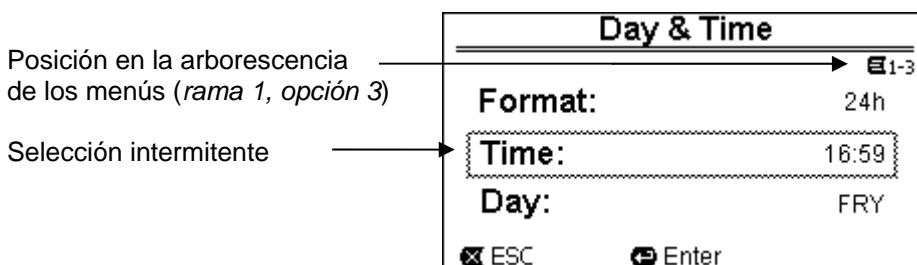 Day & Time
Posición en la arborescencia
de los menús (rama 1, opción 3)
1-3
Format: 24h
Selección intermitente
Time: 16:59
Day: FRY
ESC Enter